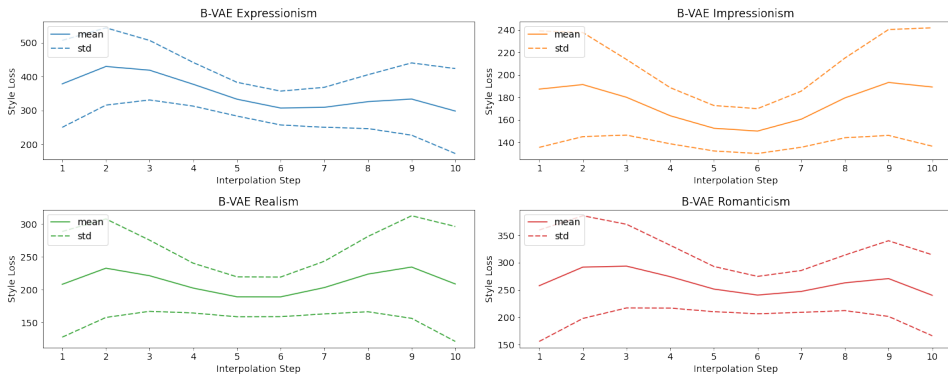 B-VAE Expressionism
500
400
300
200
Style Loss
mean
std
1 2 3 4 5 6 7 8 9 10
Interpolation Step
B-VAE Impressionism
240
220
200
180
160
140
Style Loss
mean
std
1 2 3 4 5 6 7 8 9 10
Interpolation Step
B-VAE Realism
300
250
200
150
Style Loss
mean
std
1 2 3 4 5 6 7 8 9 10
Interpolation Step
B-VAE Romanticism
350
300
250
200
150
Style Loss
mean
std
1 2 3 4 5 6 7 8 9 10
Interpolation Step